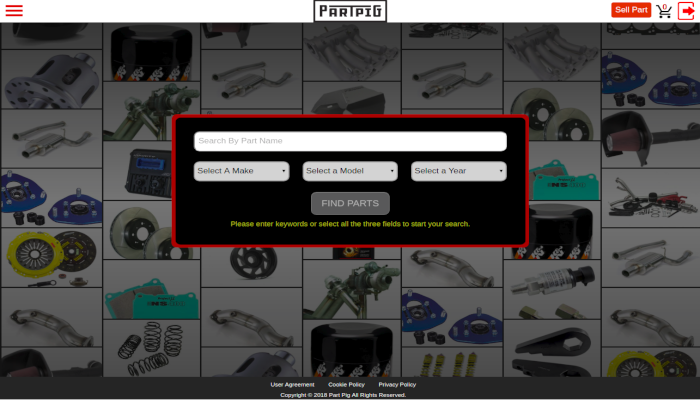 PARTPIG
Sell Part
0
Search By Part Name
Select A Make
Select a Model
Select a Year
FIND PARTS
Please enter keywords or select all the three fields to start your search.
User Agreement
Cookie Policy
Privacy Policy
Copyright © 2018 Part Pig All Rights Reserved.